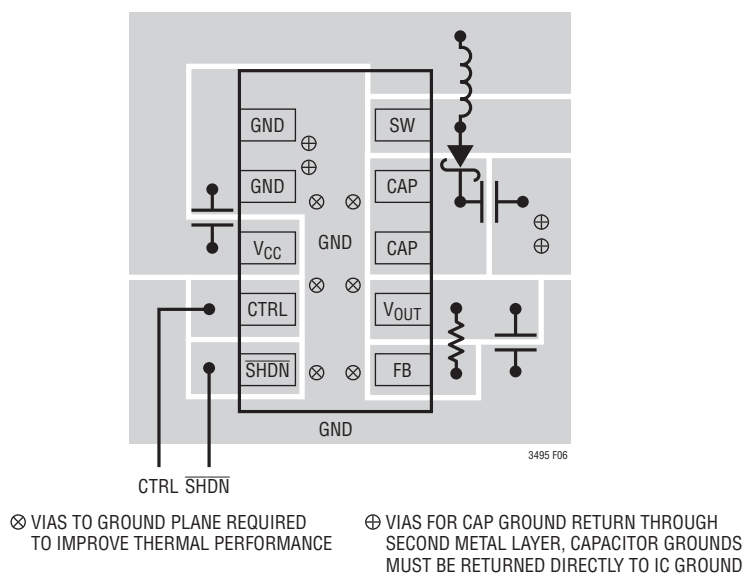 GND SW
GND CAP
GND
VCC CAP
CTRL VOUT
SHDN FB
GND
3495 F06
CTRL SHDN
⊗ VIAS TO GROUND PLANE REQUIRED
TO IMPROVE THERMAL PERFORMANCE
⊕ VIAS FOR CAP GROUND RETURN THROUGH
SECOND METAL LAYER, CAPACITOR GROUNDS
MUST BE RETURNED DIRECTLY TO IC GROUND